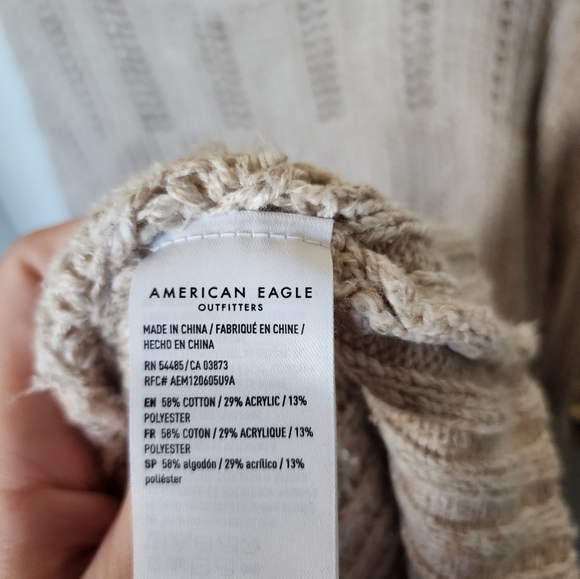 AMERICAN EAGLE
OUTFITTERS
MADE IN CHINA / FABRIQUÉ EN CHINE /
HECHO EN CHINA
RN 54485/CA 03873
RFC# AEM120605U9A
EN 58% COTTON / 29% ACRYLIC / 13%
POLYESTER
FR 58% COTON / 29% ACRYLIQUE / 13%
POLYESTER
SP 58% algodón / 29% acrílico / 13%
poliéster